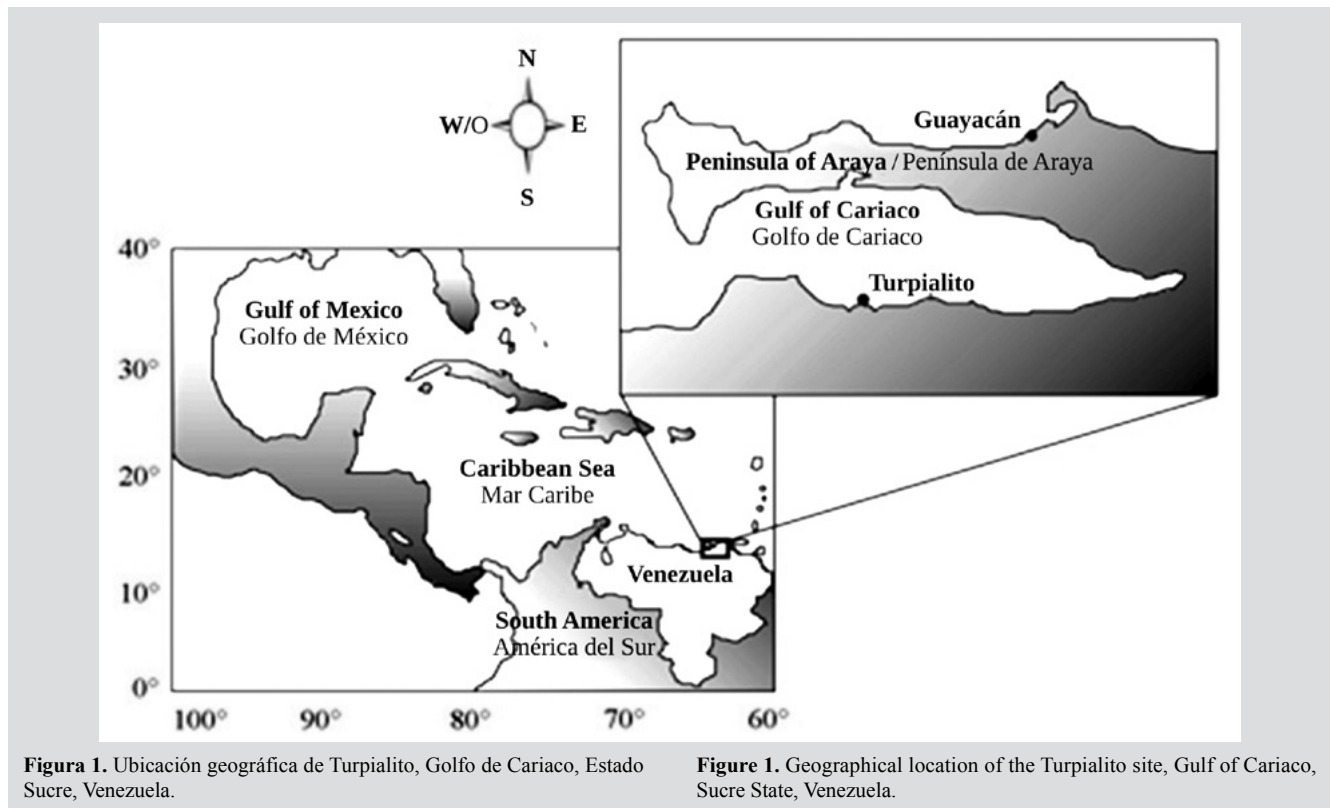 N
W/O
E
S
Guayacán
Peninsula of Araya / Península de Araya
Gulf of Cariaco
Golfo de Cariaco
Turpialito
40°
Gulf of Mexico
Golfo de México
30°
Caribbean Sea
Mar Caribe
20°
Venezuela
10°
South America
América del Sur
0°
100° 90° 80° 70° 60°
Figura 1. Ubicación geográfica de Turpialito, Golfo de Cariaco, Estado
Sucre, Venezuela.
Figure 1. Geographical location of the Turpialito site, Gulf of Cariaco,
Sucre State, Venezuela.